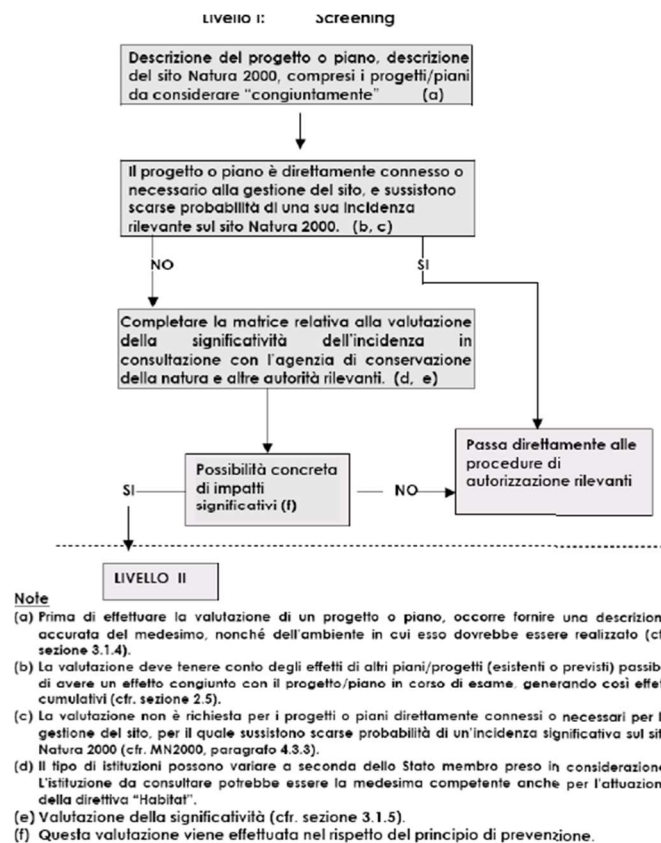 Livello I: Screening
Descrizione del progetto o piano, descrizione
del sito Natura 2000, compresi i progetti/piani
da considerare "congiuntamente" (a)
Il progetto o piano è direttamente connesso o
necessario alla gestione del sito, e sussistono
scarse probabilità di una sua incidenza
rilevante sul sito Natura 2000. (b, c)
NO
SI
Completare la matrice relativa alla valutazione
della significatività dell'incidenza in
consultazione con l'agenzia di conservazione
della natura e altre autorità rilevanti. (d, e)
Possibilità concreta
di impatti
significativi (f)
SI
NO
Passa direttamente alle
procedure di
autorizzazione rilevanti
LIVELLO II
Note
(a) Prima di effettuare la valutazione di un progetto o piano, occorre fornire una descrizion
accurata del medesimo, nonché dell'ambiente in cui esso dovrebbe essere realizzato (cf
sezione 3.1.4).
(b) La valutazione deve tenere conto degli effetti di altri piani/progetti (esistenti o previsti) passib
di avere un effetto congiunto con il progetto/piano in corso di esame, generando così effet
cumulativi (cfr. sezione 2.5).
(c) La valutazione non è richiesta per i progetti o piani direttamente connessi o necessari per l
gestione del sito, per il quale sussistono scarse probabilità di un'incidenza significativa sul sit
Natura 2000 (cfr. MN2000, paragrafo 4.3.3).
(d) Il tipo di istituzioni possono variare a seconda dello Stato membro preso in considerazion
L'istituzione da consultare potrebbe essere la medesima competente anche per l'attuazion
della direttiva "Habitat".
(e) Valutazione della significatività (cfr. sezione 3.1.5).
(f) Questa valutazione viene effettuata nel rispetto del principio di prevenzione.